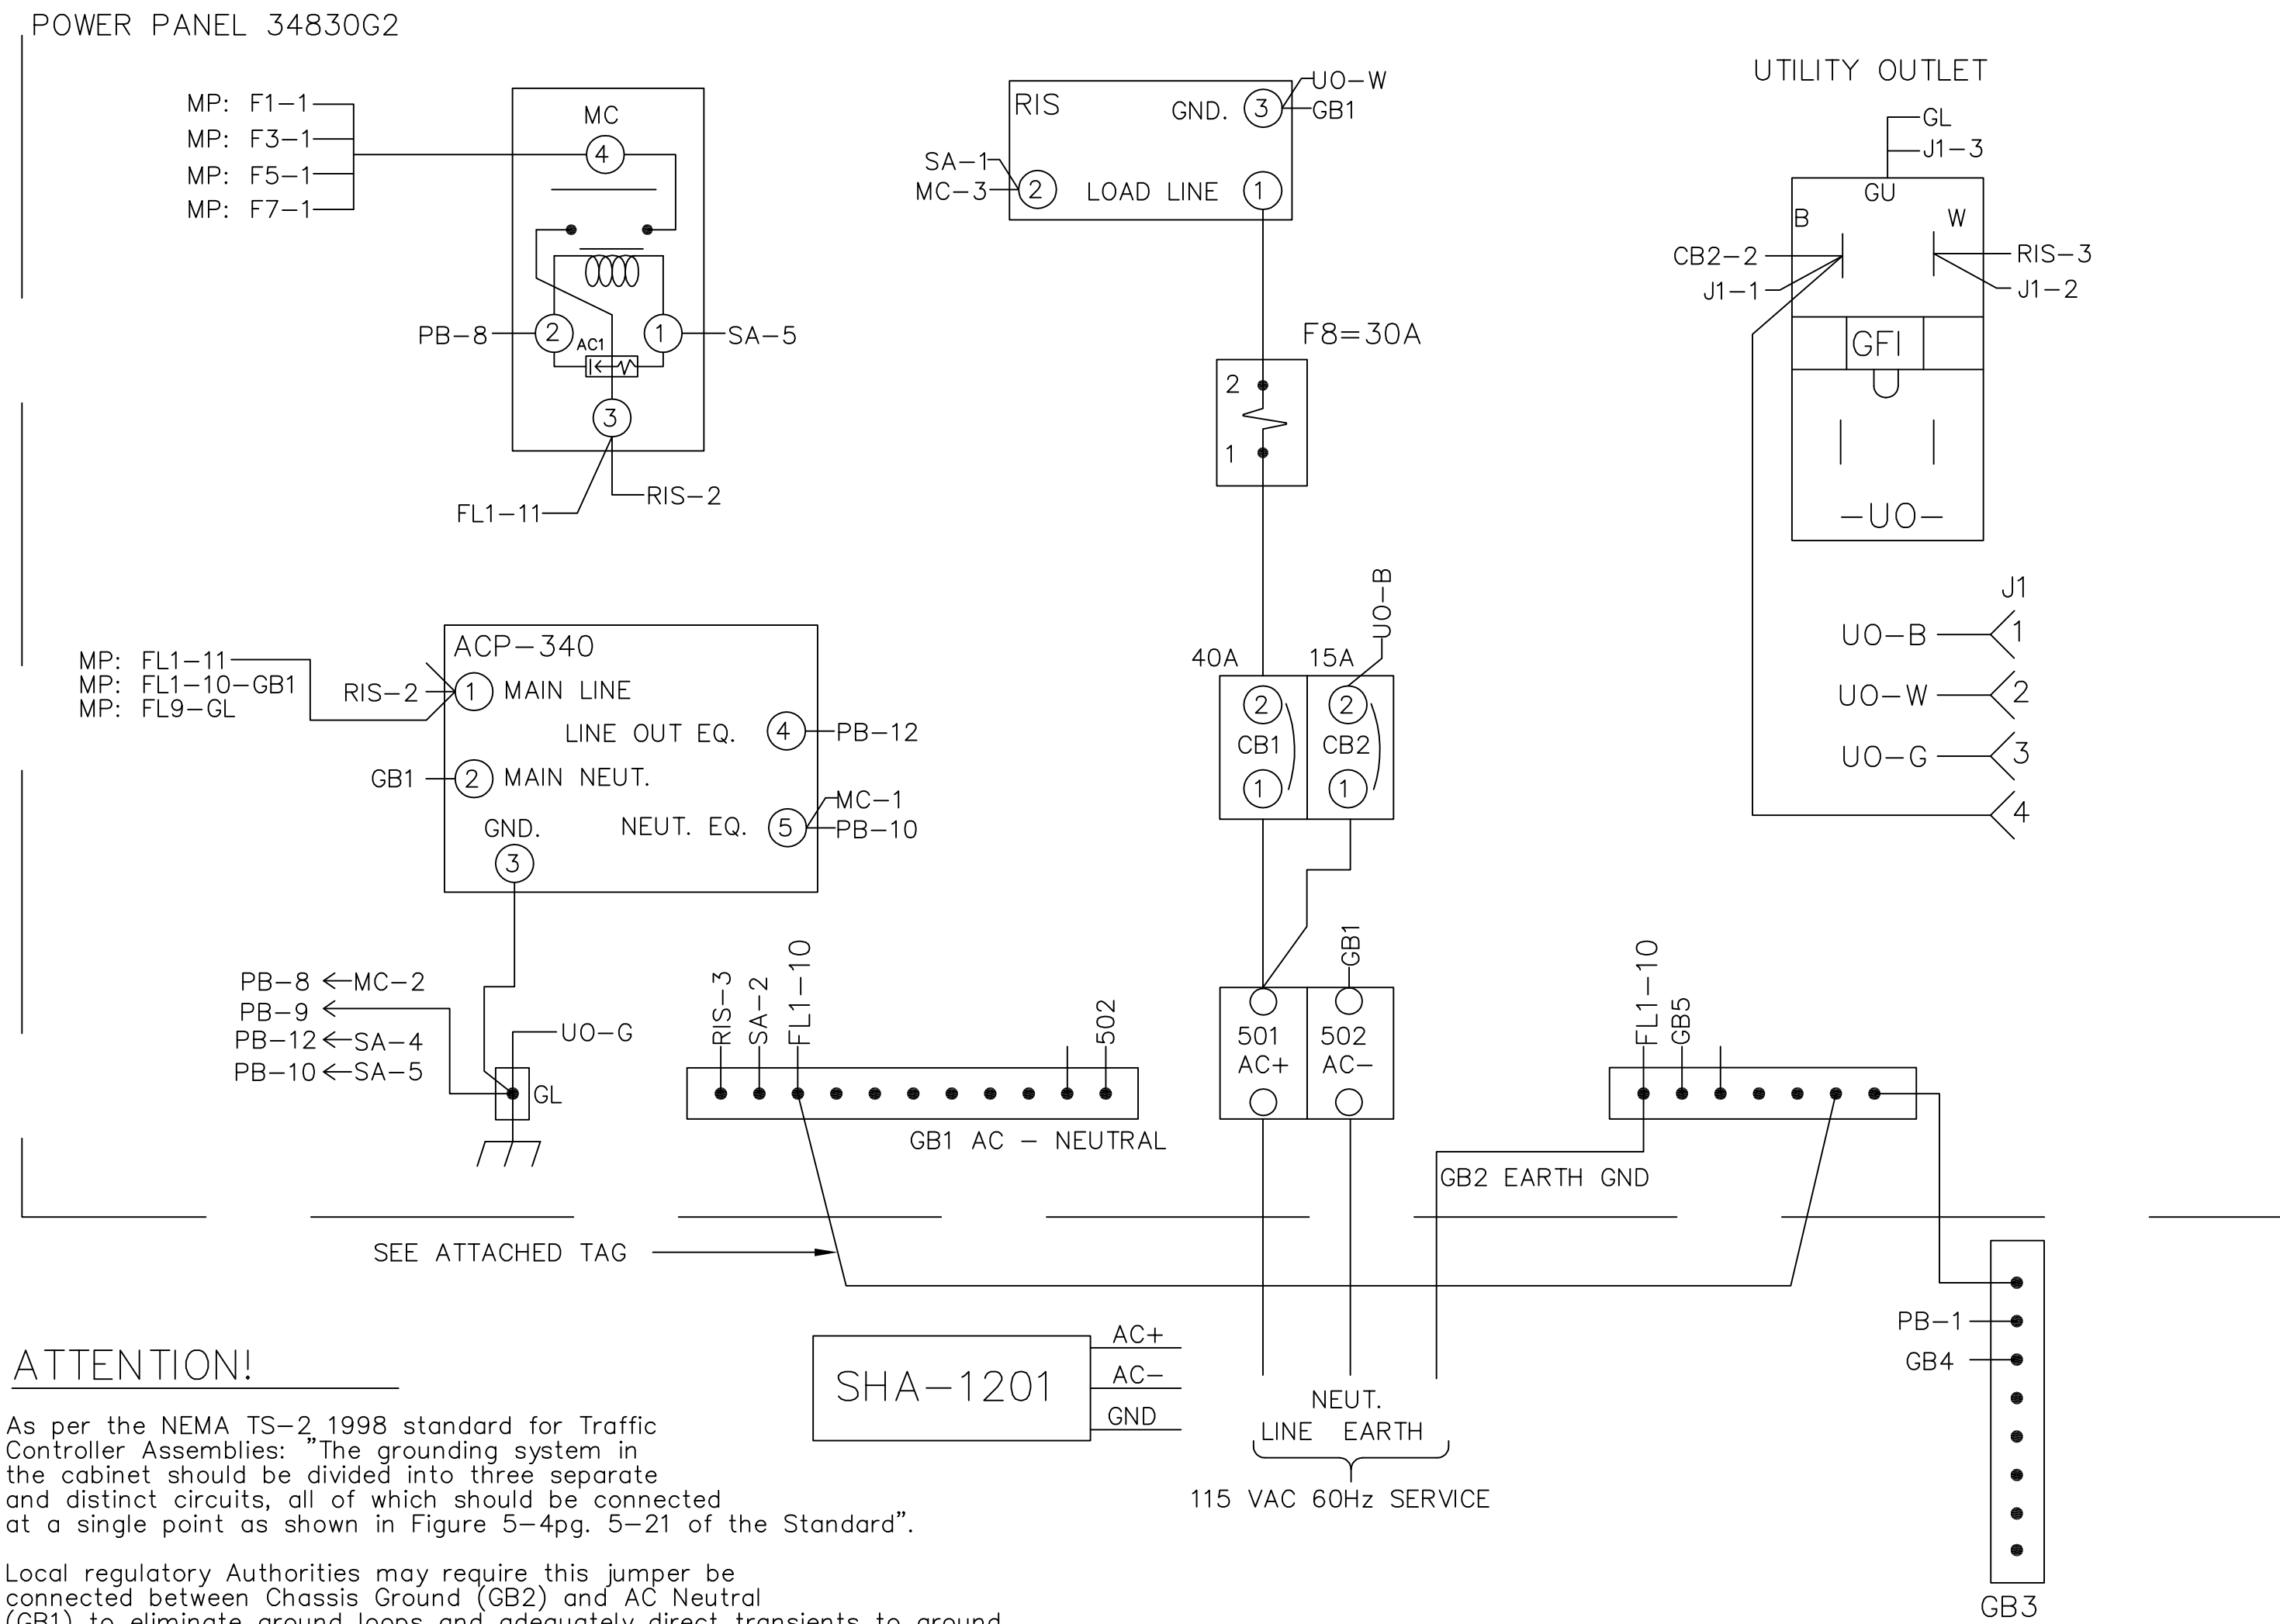 POWER PANEL 34830G2
MP: F1-1
MP: F3-1
MP: F5-1
MP: F7-1
MC
4
2
1
AC1
3
PB-8
SA-5
FL1-11
RIS-2
RIS
GND.
3
UO-W
GB1
SA-1
MC-3
2
LOAD LINE
1
F8=30A
2
1
UTILITY OUTLET
GL
J1-3
GU
B
W
CB2-2
J1-1
RIS-3
J1-2
GFI
-UO-
J1
UO-B
1
UO-W
2
UO-G
3
4
ACP-340
MP: FL1-11
MP: FL1-10-GB1
MP: FL9-GL
RIS-2
1
MAIN LINE
LINE OUT EQ.
4
PB-12
GB1
2
MAIN NEUT.
NEUT. EQ.
5
MC-1
PB-10
GND.
3
40A
15A
UO-B
2
2
CB1
CB2
1
1
PB-8
MC-2
PB-9
PB-12
SA-4
PB-10
SA-5
UO-G
GL
RIS-3
SA-2
FL1-10
502
GB1 AC - NEUTRAL
GB1
501
AC+
502
AC-
FL1-10
GB5
GB2 EARTH GND
SEE ATTACHED TAG
SHA-1201
AC+
AC-
GND
NEUT.
LINE EARTH
115 VAC 60Hz SERVICE
PB-1
GB4
GB3
ATTENTION!
As per the NEMA TS-2 1998 standard for Traffic
Controller Assemblies: "The grounding system in
the cabinet should be divided into three separate
and distinct circuits, all of which should be connected
at a single point as shown in Figure 5-4pg. 5-21 of the Standard".
Local regulatory Authorities may require this jumper be
connected between Chassis Ground (GB2) and AC Neutral
(GB1) to eliminate ground loops and adequately direct transients to ground